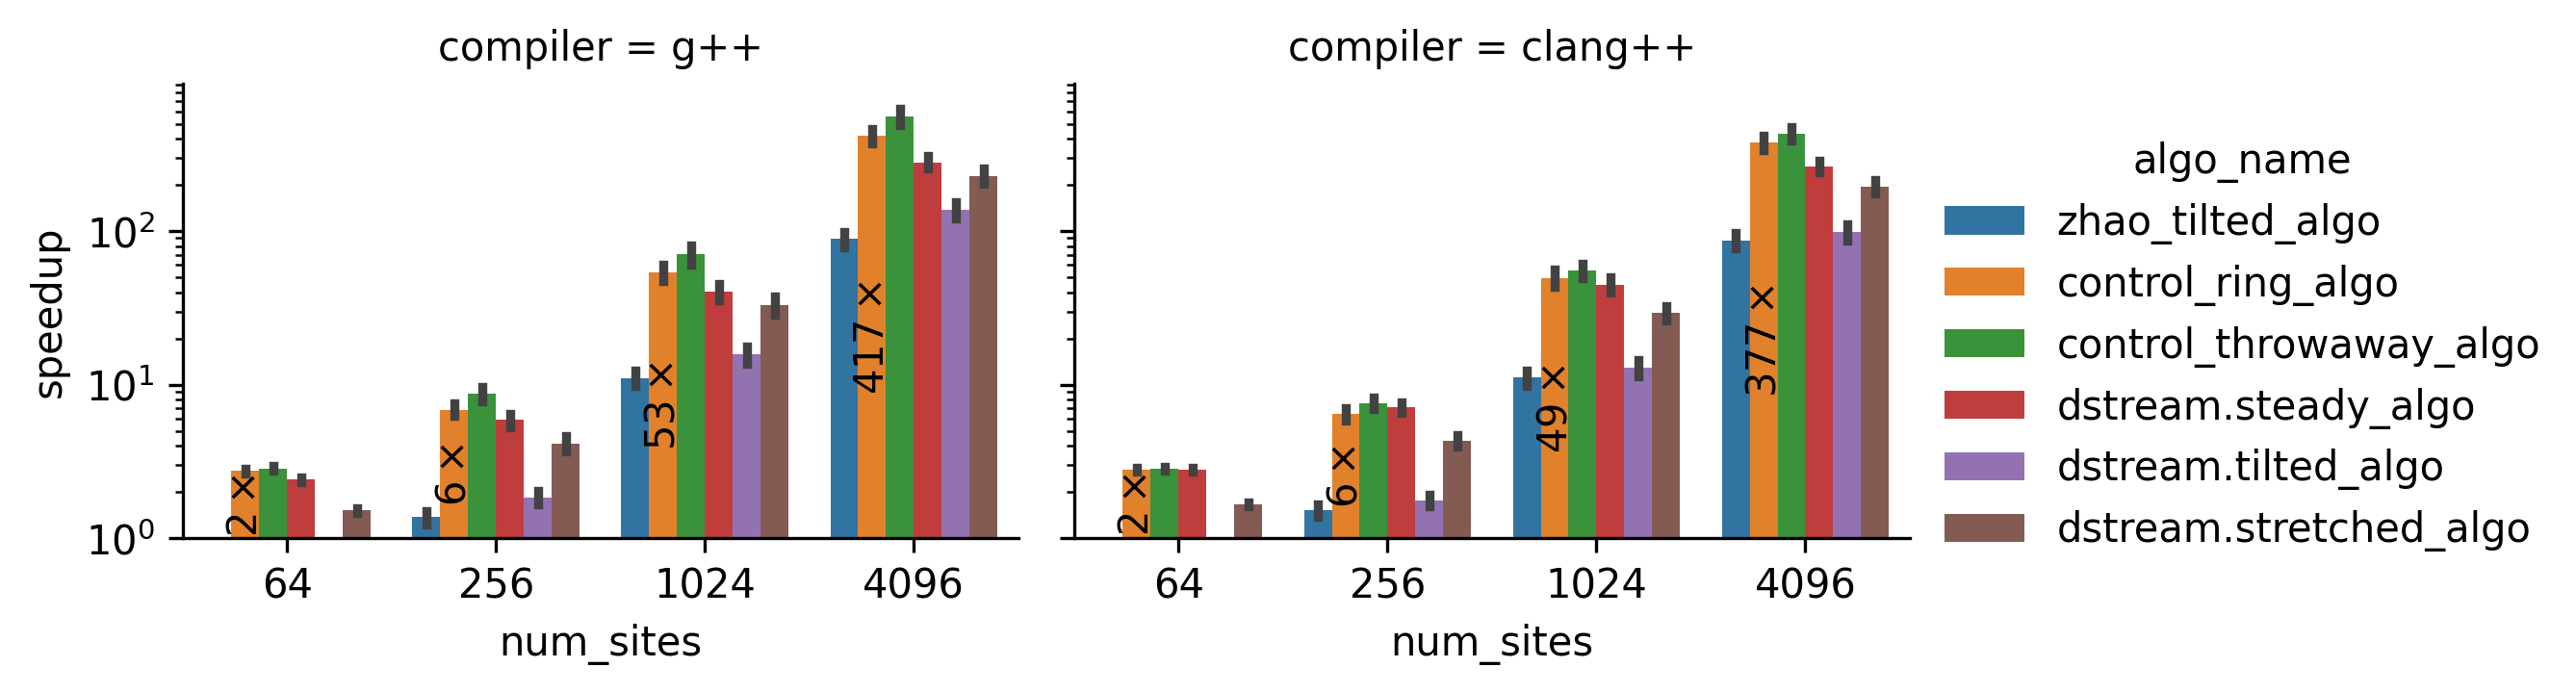 compiler = g++
compiler = clang++
speedup
10²
10¹
10⁰
2×
6×
53×
417×
64
256
1024
4096
num_sites
2×
6×
49×
377×
64
256
1024
4096
num_sites
algo_name
zhao_tilted_algo
control_ring_algo
control_throwaway_algo
dstream.steady_algo
dstream.tilted_algo
dstream.stretched_algo